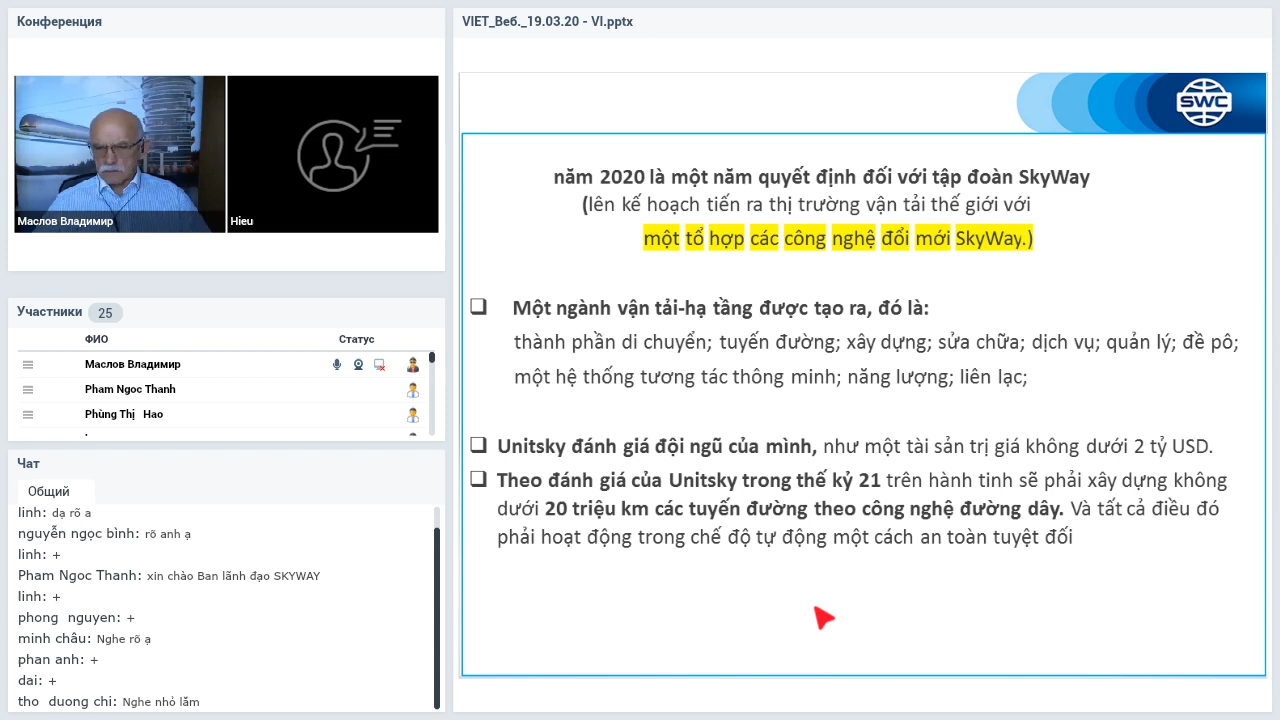 Конференция
Маслов Владимир
Hieu
Участники 25
ФИО Статус
Маслов Владимир
Pham Ngoc Thanh
Phùng Thị Hao
Чат
Общий
linh: dạ rõ a
nguyễn ngọc bình: rõ anh ạ
linh: +
Pham Ngoc Thanh: xin chào Ban lãnh đạo SKYWAY
linh: +
phong nguyen: +
minh châu: Nghe rõ ạ
phan anh: +
dai: +
tho duong chi: Nghe nhỏ lắm
VIET_Веб._19.03.20 - VI.pptx
SWC
năm 2020 là một năm quyết định đối với tập đoàn SkyWay
(lên kế hoạch tiến ra thị trường vận tải thế giới với
một tổ hợp các công nghệ đổi mới SkyWay.)
❑ Một ngành vận tải-hạ tầng được tạo ra, đó là:
thành phần di chuyển; tuyến đường; xây dựng; sửa chữa; dịch vụ; quản lý; đề pô;
một hệ thống tương tác thông minh; năng lượng; liên lạc;
❑ Unitsky đánh giá đội ngũ của mình, như một tài sản trị giá không dưới 2 tỷ USD.
❑ Theo đánh giá của Unitsky trong thế kỷ 21 trên hành tinh sẽ phải xây dựng không
dưới 20 triệu km các tuyến đường theo công nghệ đường dây. Và tất cả điều đó
phải hoạt động trong chế độ tự động một cách an toàn tuyệt đối